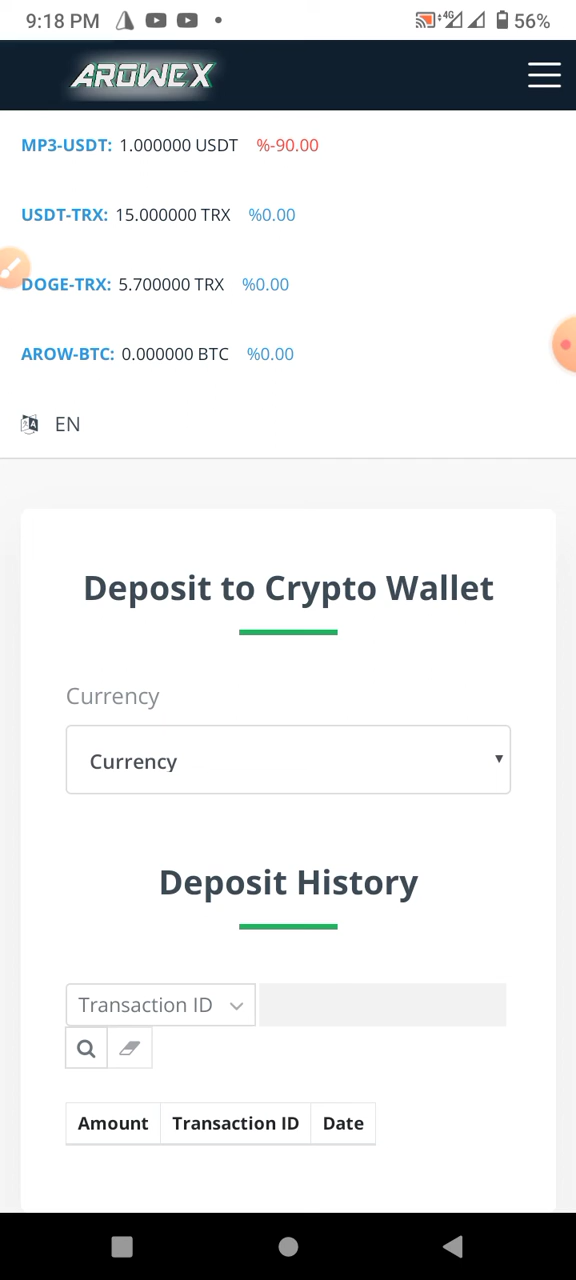 9:18 PM 4G 56%
AROWEX
MP3-USDT: 1.000000 USDT %-90.00
USDT-TRX: 15.000000 TRX %0.00
DOGE-TRX: 5.700000 TRX %0.00
AROW-BTC: 0.000000 BTC %0.00
EN
Deposit to Crypto Wallet
Currency
Currency
Deposit History
Transaction ID
Amount Transaction ID Date